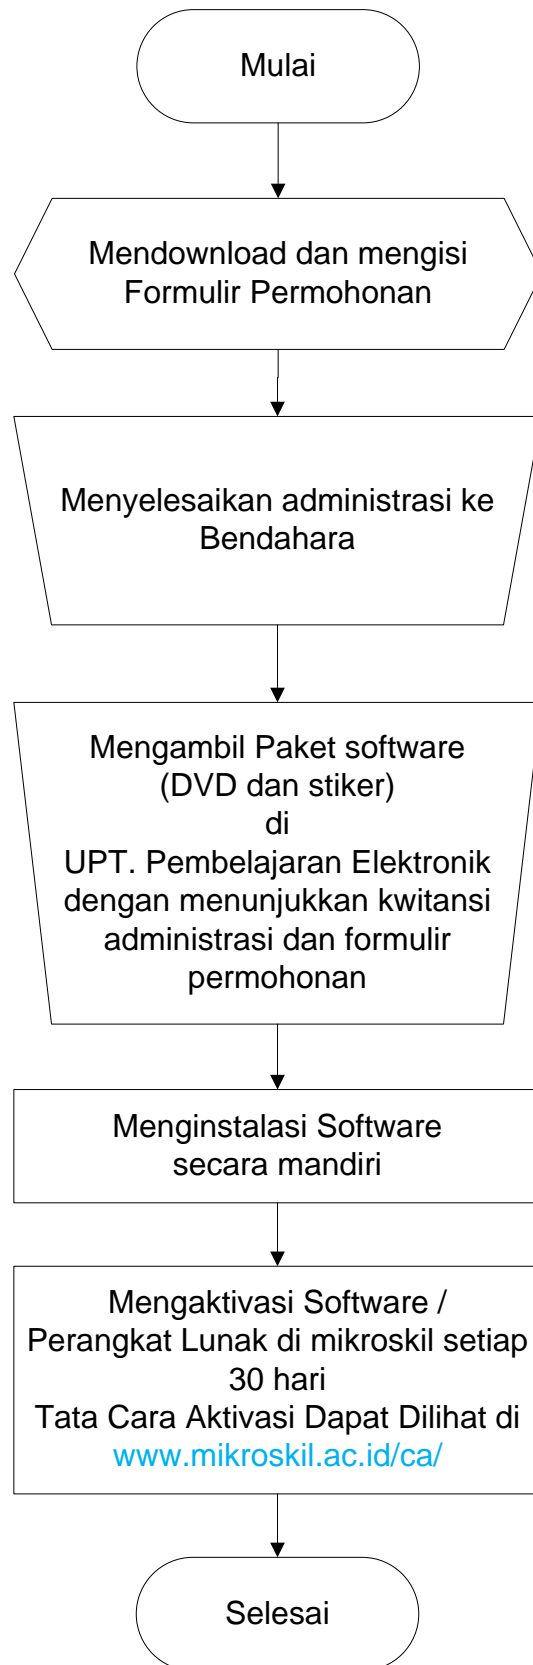 Mulai
Mendownload dan mengisi
Formulir Permohonan
Menyelesaikan administrasi ke
Bendahara
Mengambil Paket software
(DVD dan stiker)
di
UPT. Pembelajaran Elektronik
dengan menunjukkan kwitansi
administrasi dan formulir
permohonan
Menginstalasi Software
secara mandiri
Mengaktivasi Software /
Perangkat Lunak di mikroskil setiap
30 hari
Tata Cara Aktivasi Dapat Dilihat di
www.mikroskil.ac.id/ca/
Selesai